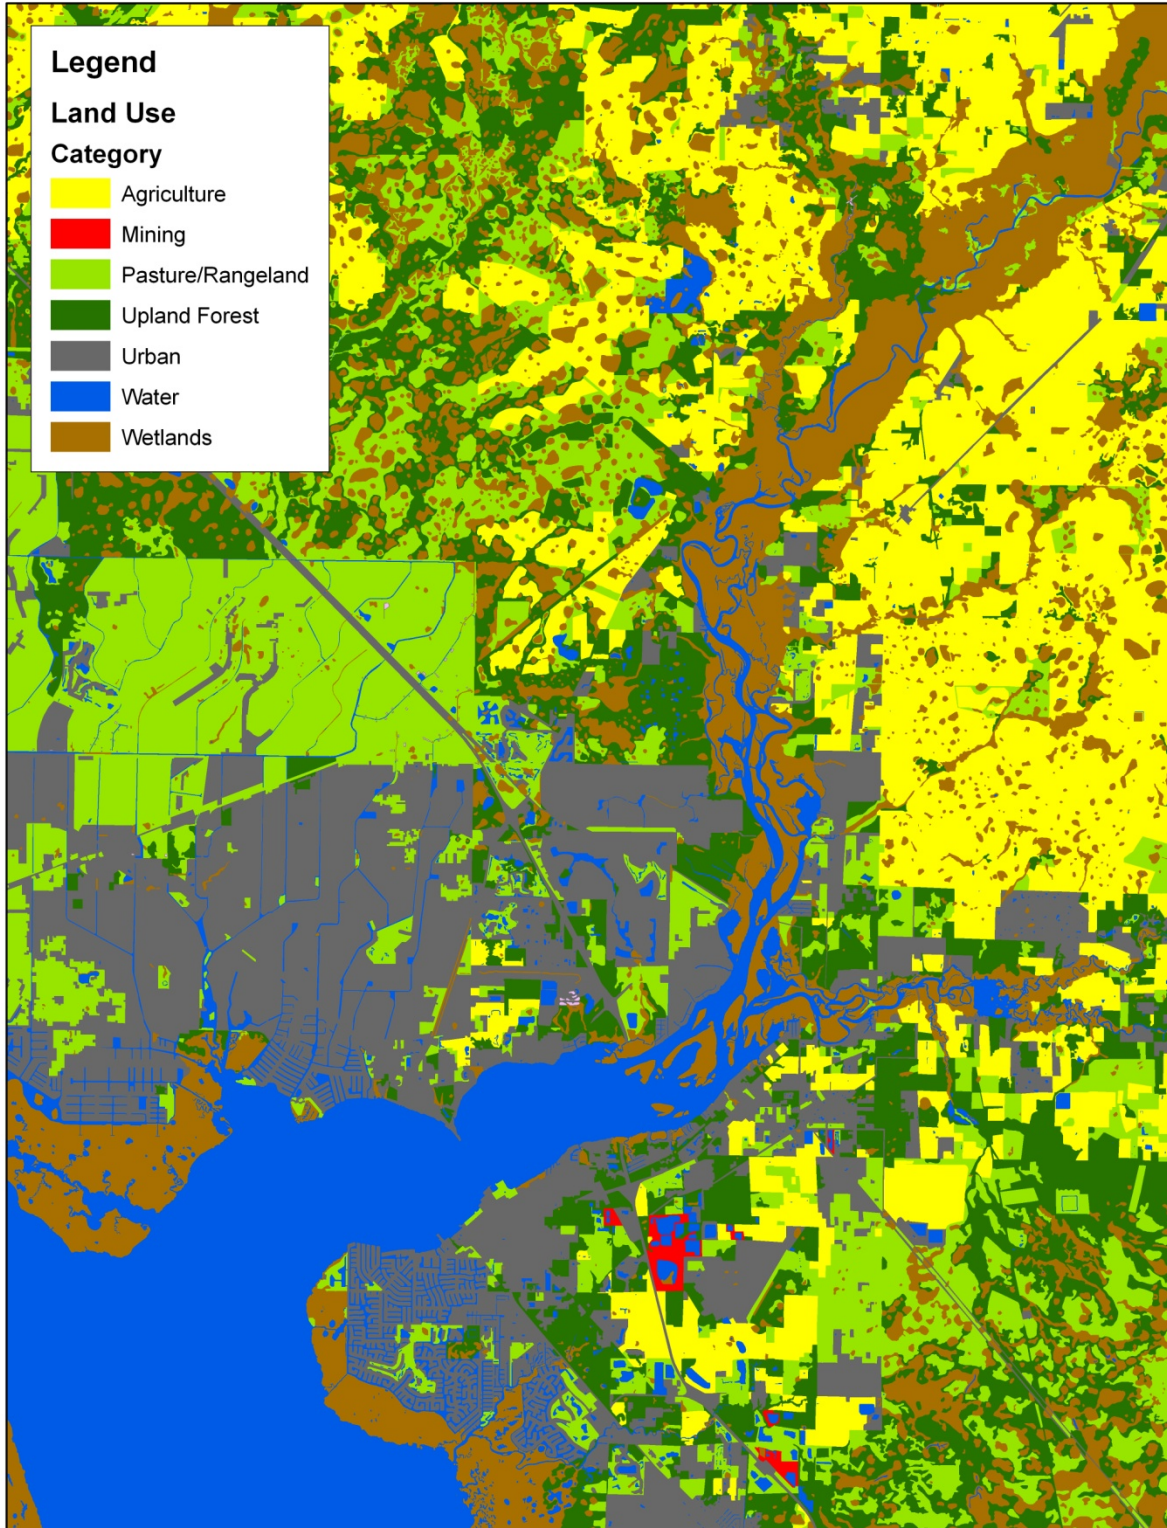 Legend
Land Use
Category
Agriculture
Mining
Pasture/Rangeland
Upland Forest
Urban
Water
Wetlands